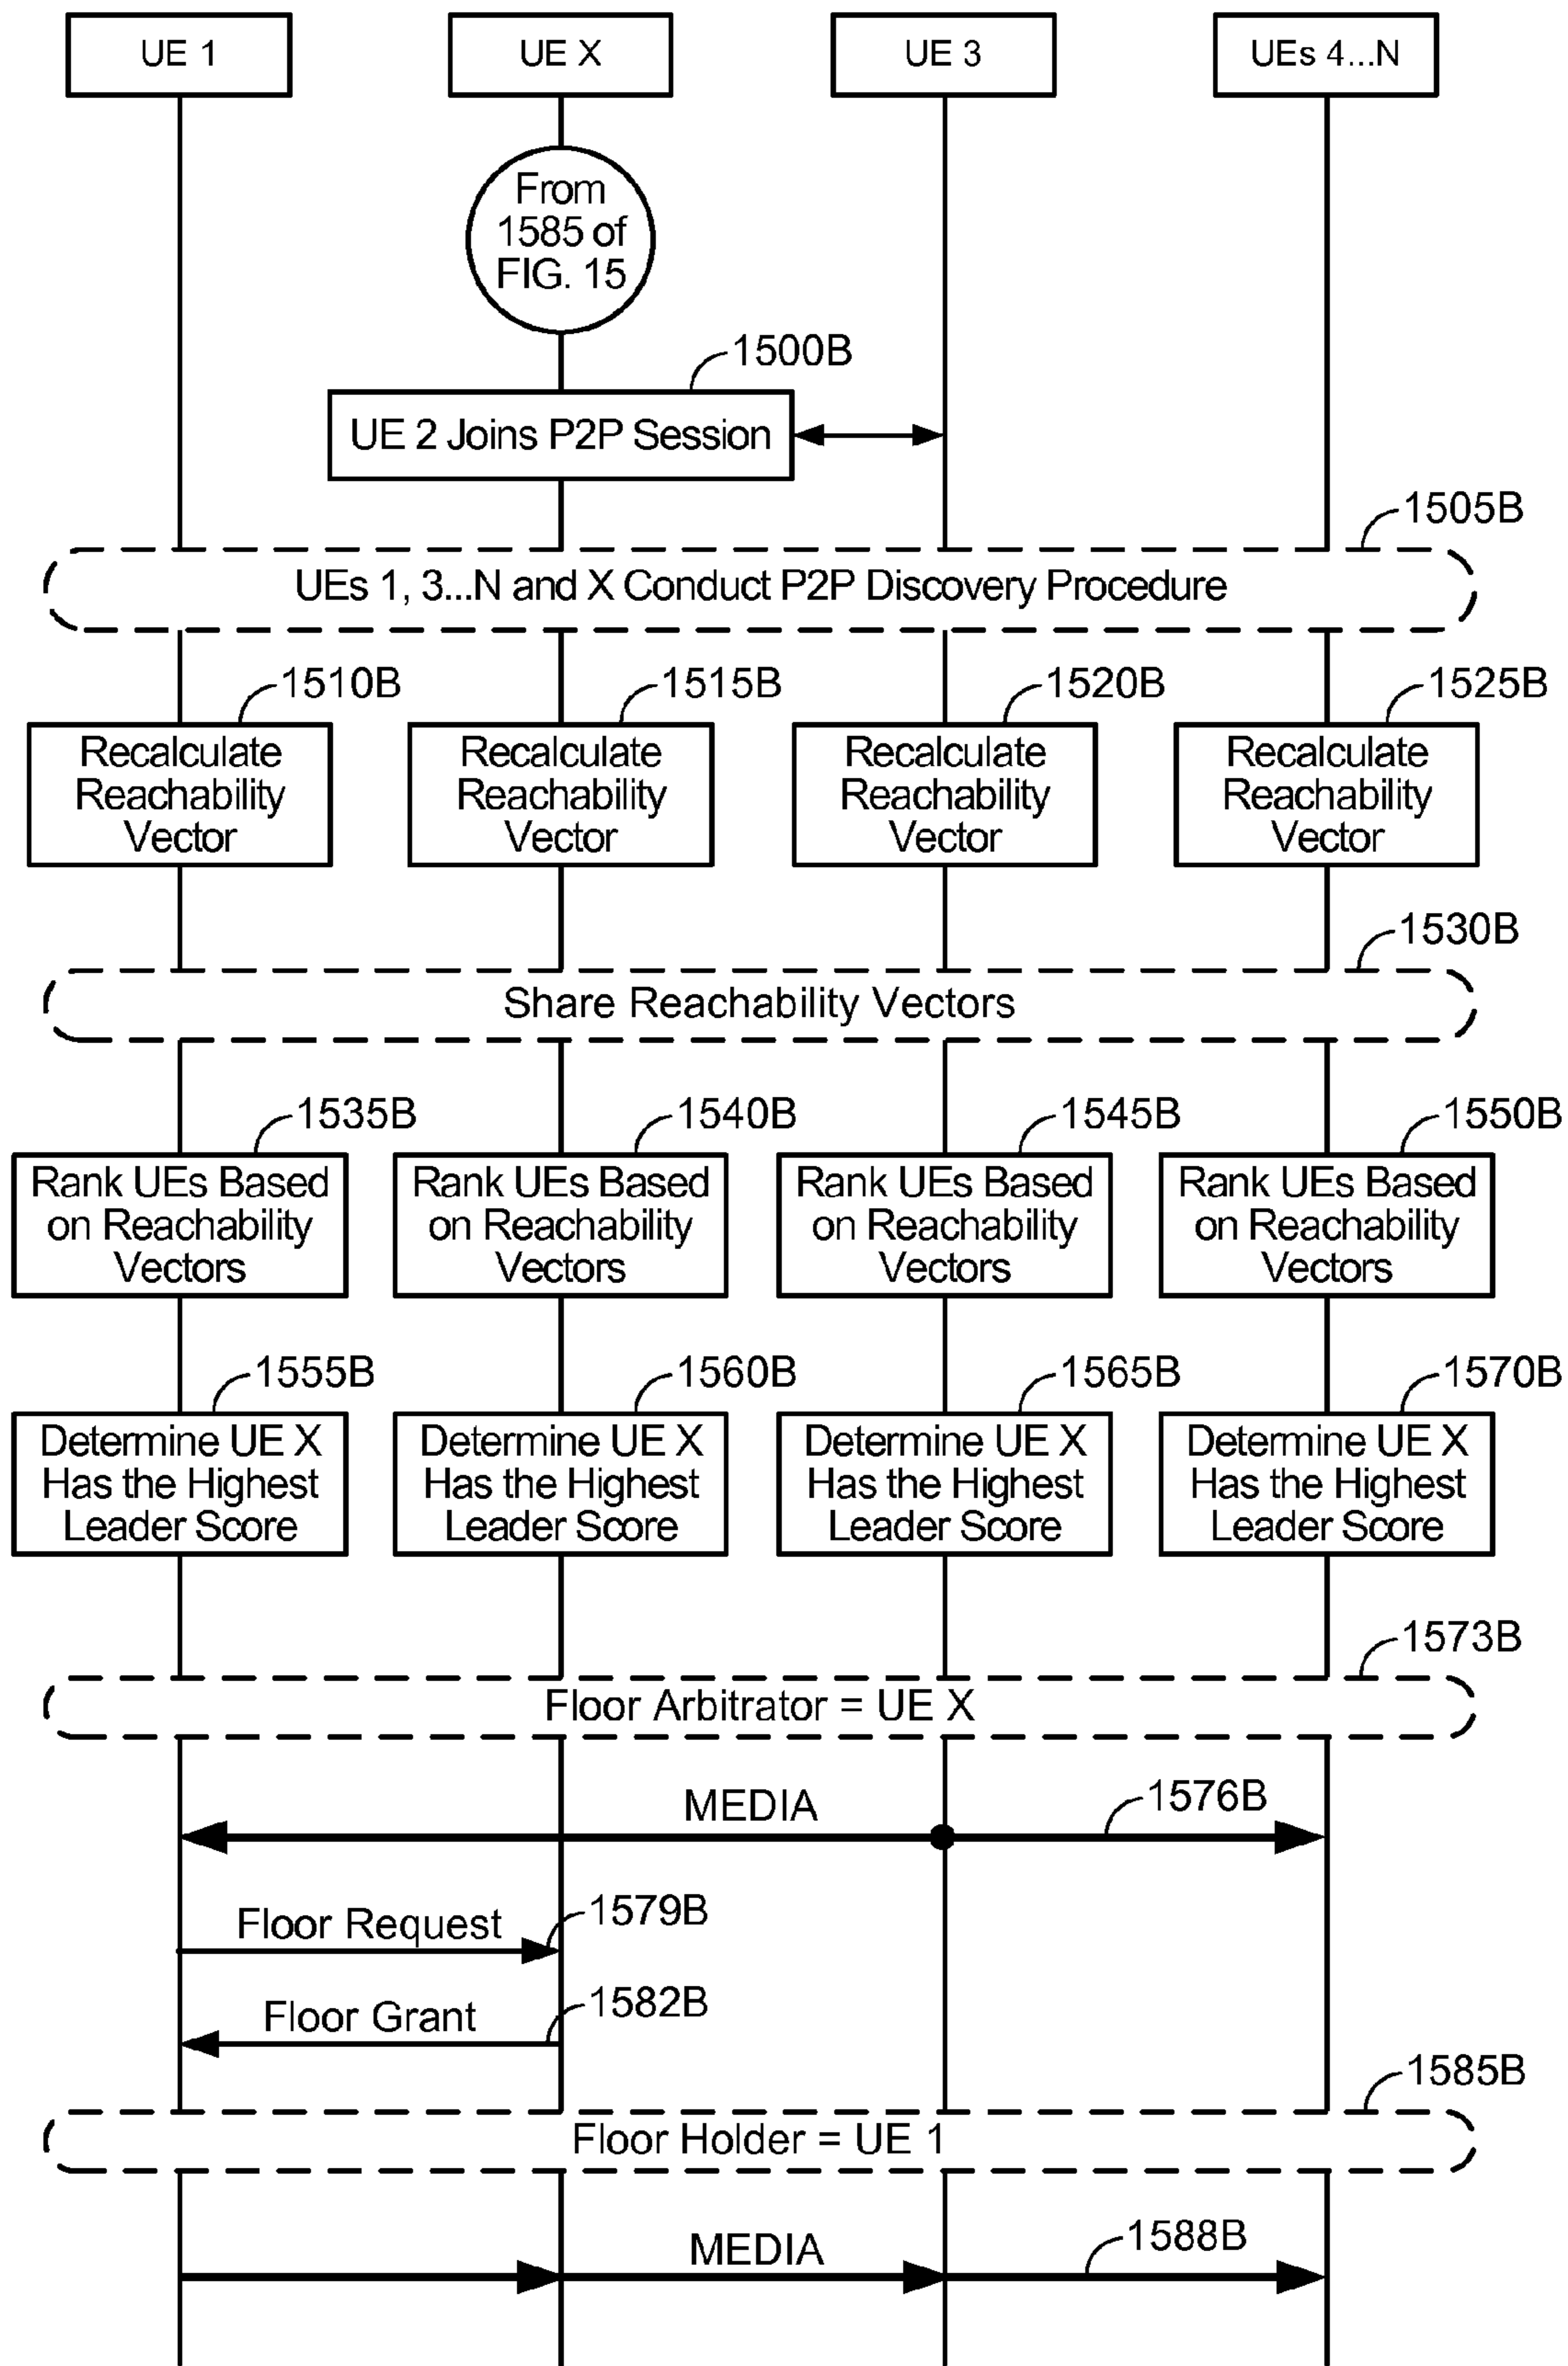 UE 1
UE X
UE 3
UEs 4...N
From
1585 of
FIG. 15
1500B
UE 2 Joins P2P Session
1505B
UEs 1, 3...N and X Conduct P2P Discovery Procedure
1510B
1515B
1520B
1525B
Recalculate
Reachability
Vector
Recalculate
Reachability
Vector
Recalculate
Reachability
Vector
Recalculate
Reachability
Vector
1530B
Share Reachability Vectors
1535B
1540B
1545B
1550B
Rank UEs Based
on Reachability
Vectors
Rank UEs Based
on Reachability
Vectors
Rank UEs Based
on Reachability
Vectors
Rank UEs Based
on Reachability
Vectors
1555B
1560B
1565B
1570B
Determine UE X
Has the Highest
Leader Score
Determine UE X
Has the Highest
Leader Score
Determine UE X
Has the Highest
Leader Score
Determine UE X
Has the Highest
Leader Score
1573B
Floor Arbitrator = UE X
MEDIA
1576B
Floor Request
1579B
Floor Grant
1582B
1585B
Floor Holder = UE 1
MEDIA
1588B